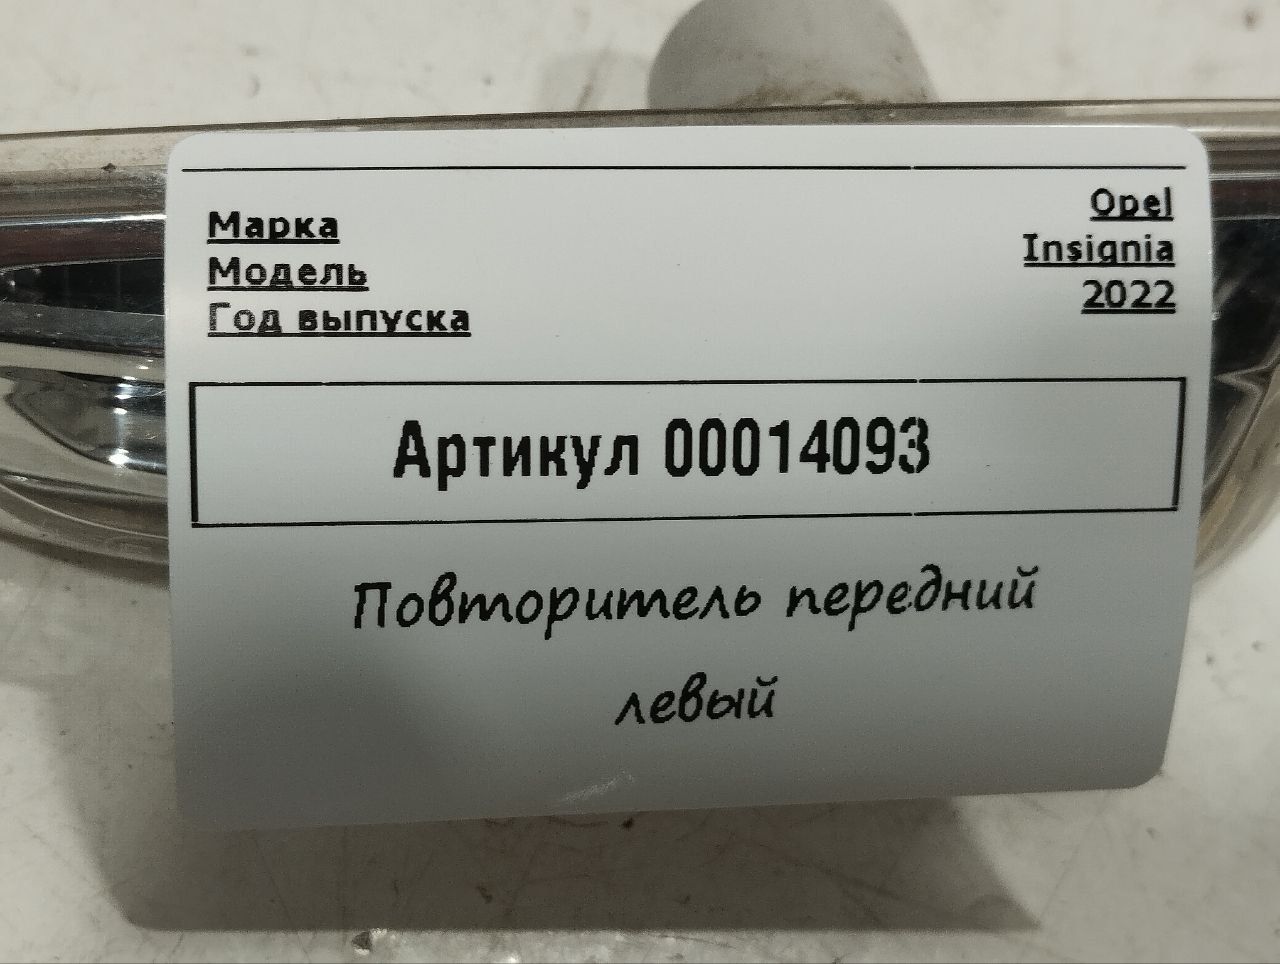 Марка Opel
Модель Insignia
Год выпуска 2022
Артикул 00014093
Повторитель передний
левый